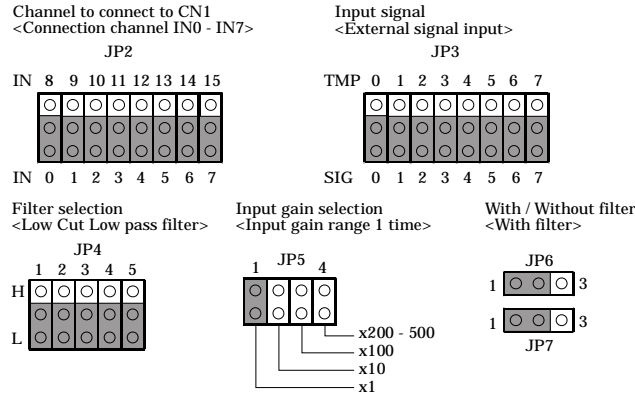 Channel to connect to CN1
<Connection channel IN0 - IN7>
JP2
IN 8 9 10 11 12 13 14 15
IN 0 1 2 3 4 5 6 7
Input signal
<External signal input>
JP3
TMP 0 1 2 3 4 5 6 7
SIG 0 1 2 3 4 5 6 7
Filter selection
<Low Cut Low pass filter>
JP4
1 2 3 4 5
H
L
Input gain selection
<Input gain range 1 time>
JP5
1 4
x200 - 500
x100
x10
x1
With / Without filter
<With filter>
JP6
1 3
1 3
JP7